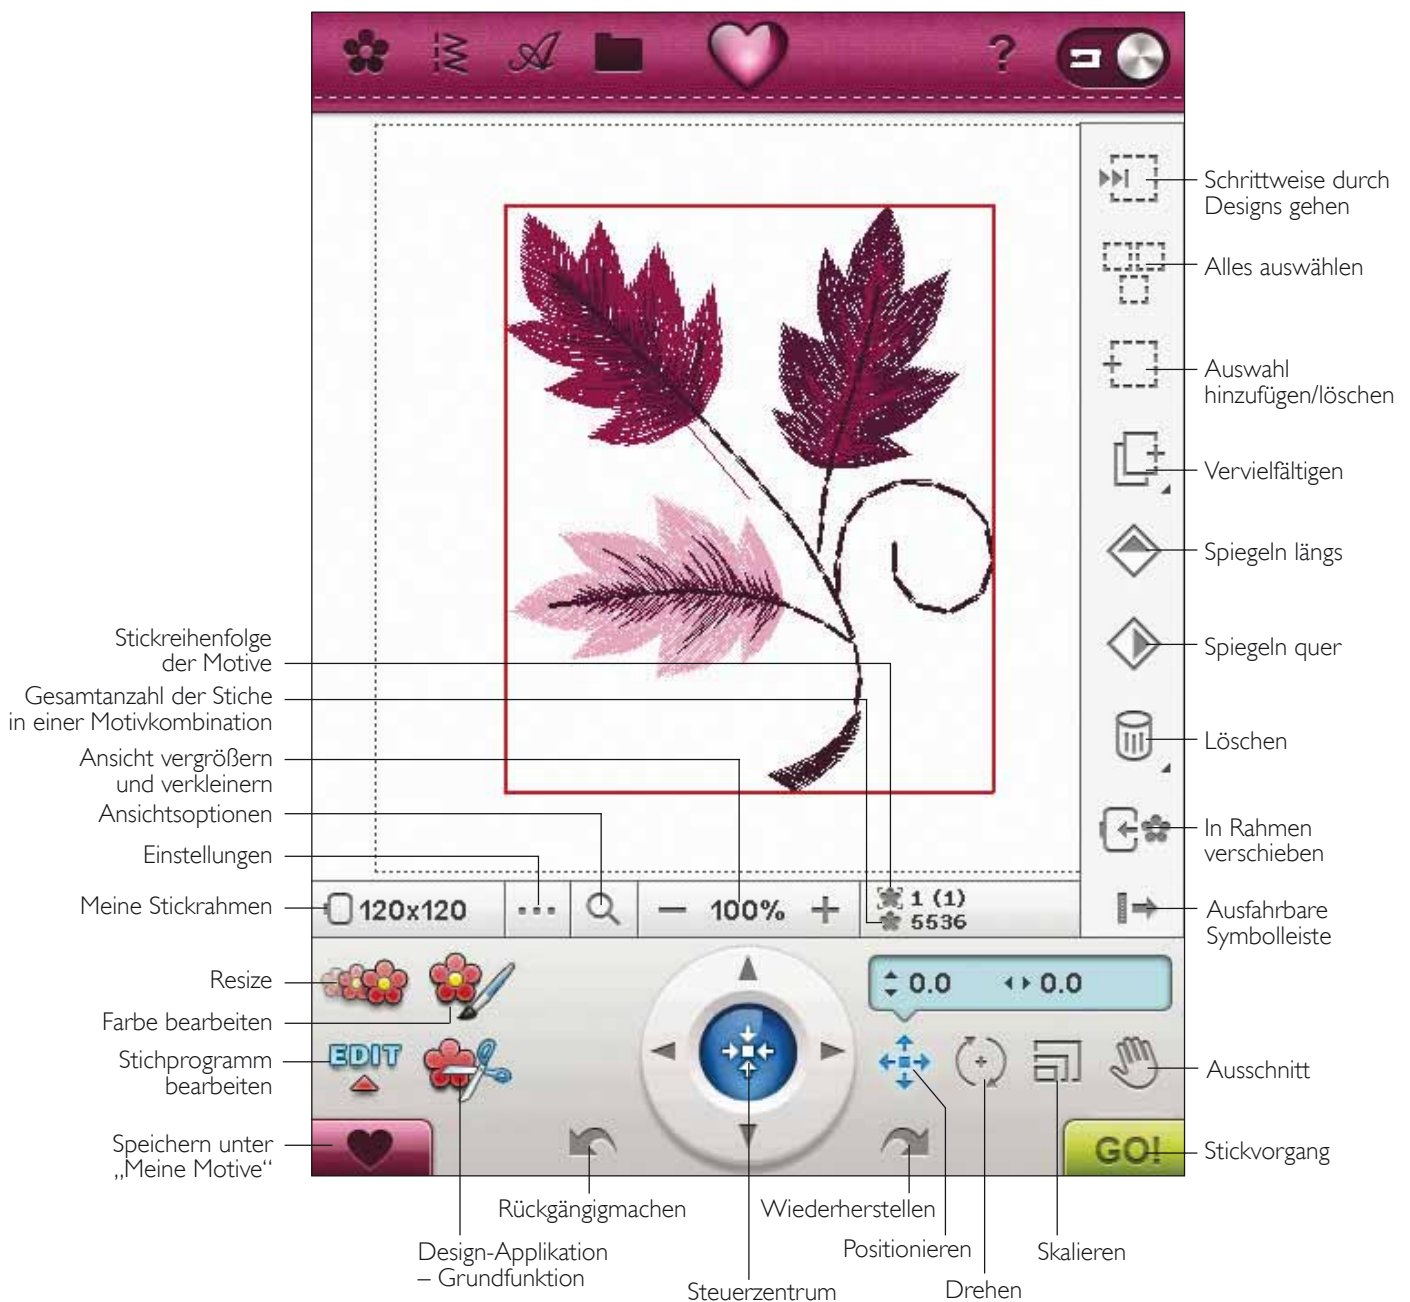 ?
Schrittweise durch
Designs gehen
Alles auswählen
Auswahl
hinzufügen/löschen
Vervielfältigen
Spiegeln längs
Spiegeln quer
Löschen
In Rahmen
verschieben
Ausfahrbare
Symbolleiste
Stickreihenfolge
der Motive
Gesamtanzahl der Stiche
in einer Motivkombination
Ansicht vergrößern
und verkleinern
Ansichtsoptionen
Einstellungen
Meine Stickrahmen
120x120
100%
1 (1)
5536
Resize
Farbe bearbeiten
Stichprogramm
bearbeiten
EDIT
0.0 0.0
Ausschnitt
Speichern unter
„Meine Motive“
GO!
Stickvorgang
Rückgängigmachen
Wiederherstellen
Design-Applikation
– Grundfunktion
Positionieren
Skalieren
Steuerzentrum
Drehen